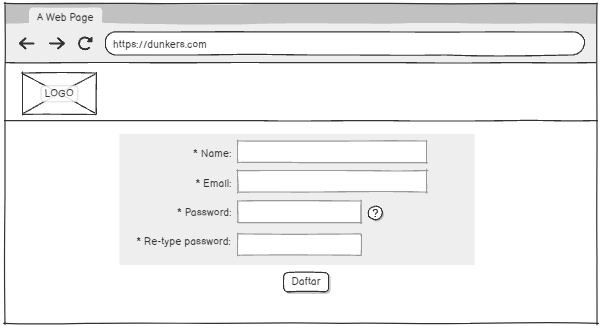 A Web Page
https://dunkers.com
LOGO
* Name:
* Email:
* Password:
?
* Re-type password:
Daftar